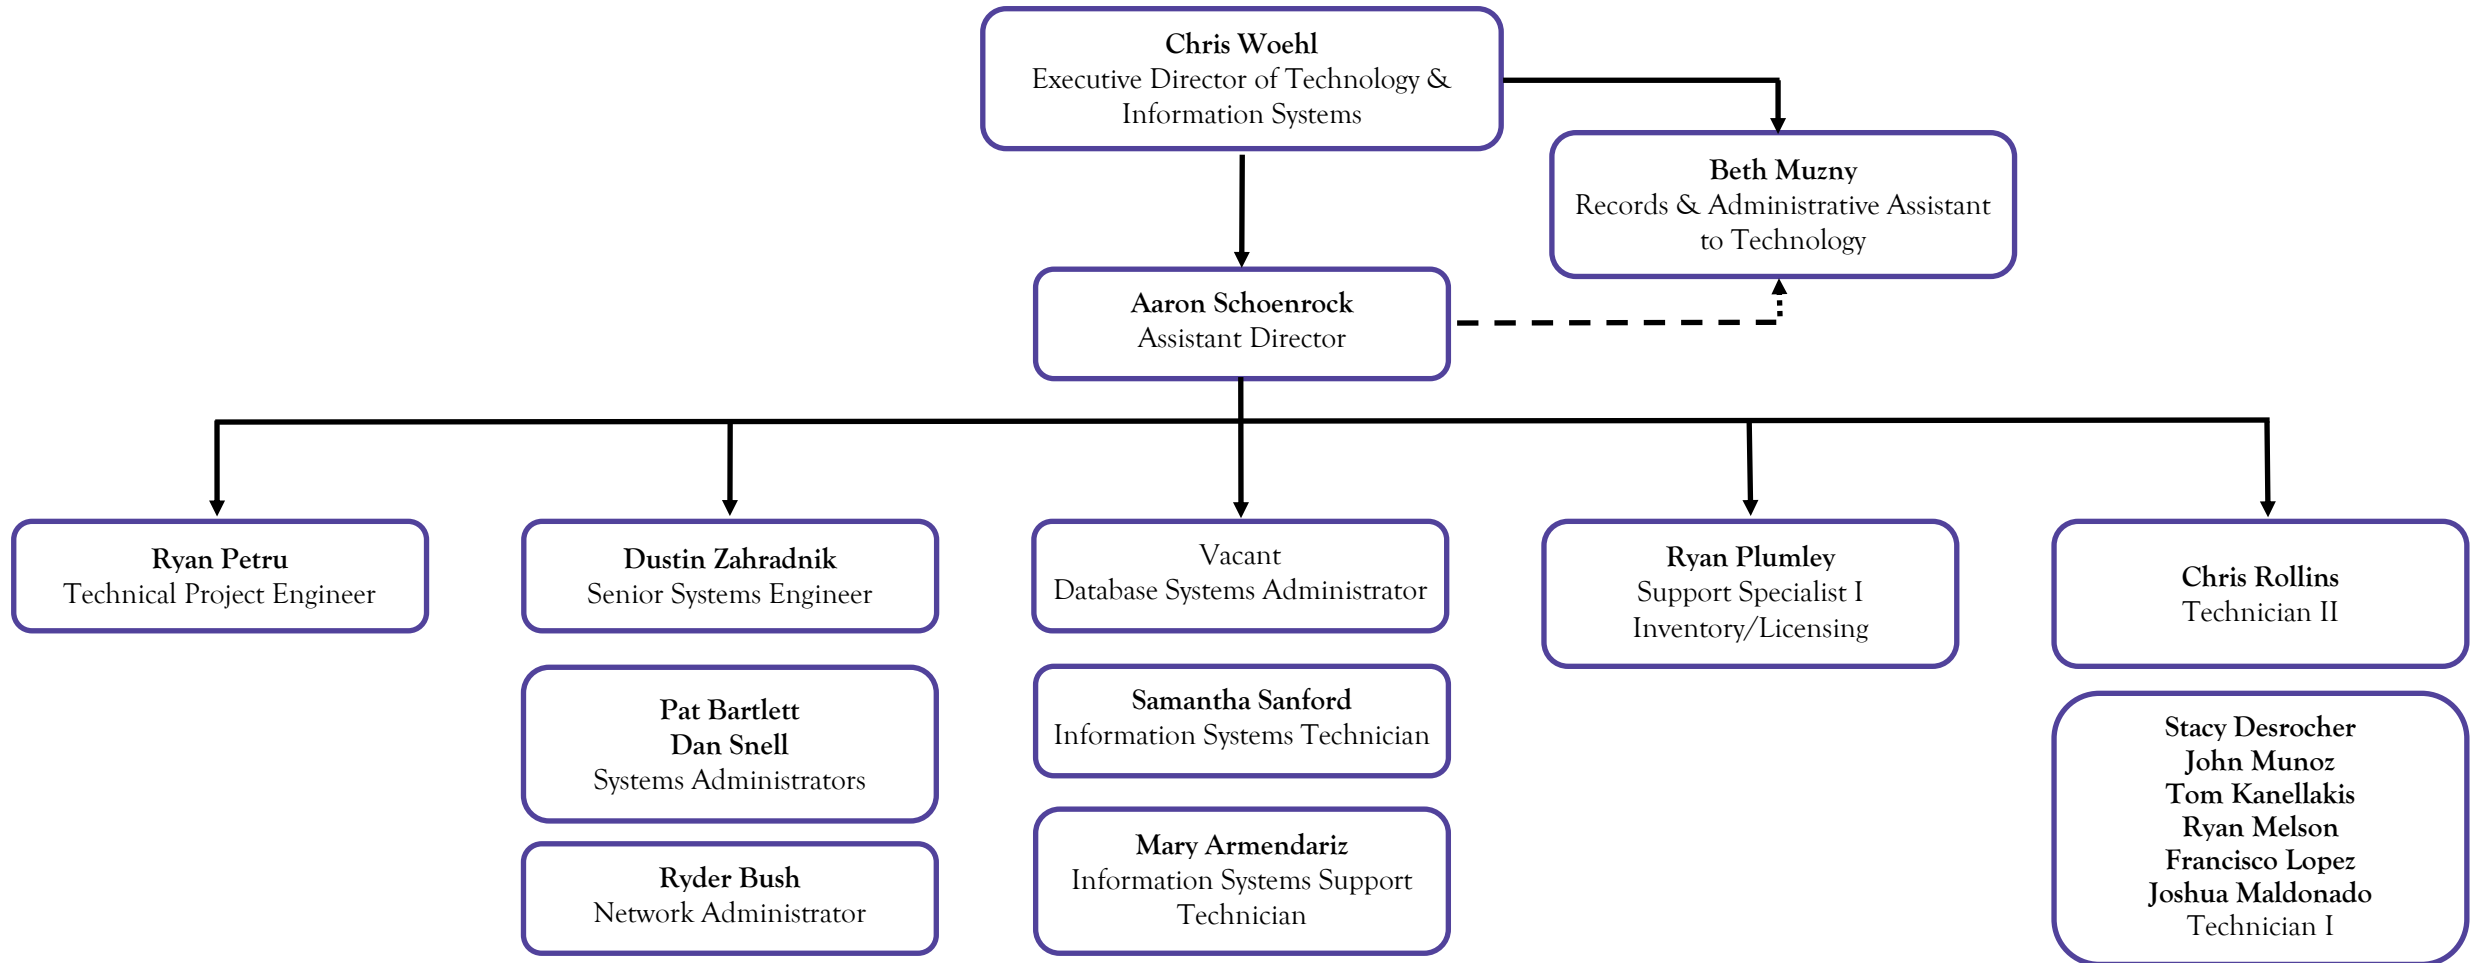 Chris Woehl
Executive Director of Technology &
Information Systems
Beth Muzny
Records & Administrative Assistant
to Technology
Aaron Schoenrock
Assistant Director
Ryan Petru
Technical Project Engineer
Dustin Zahradnik
Senior Systems Engineer
Pat Bartlett
Dan Snell
Systems Administrators
Ryder Bush
Network Administrator
Vacant
Database Systems Administrator
Samantha Sanford
Information Systems Technician
Mary Armendariz
Information Systems Support
Technician
Ryan Plumley
Support Specialist I
Inventory/Licensing
Chris Rollins
Technician II
Stacy Desrocher
John Munoz
Tom Kanellakis
Ryan Melson
Francisco Lopez
Joshua Maldonado
Technician I